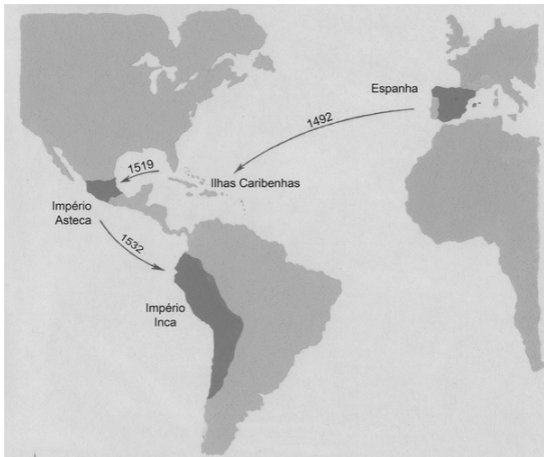 Espanha
1492
1519
Ilhas Caribenhas
Império
Asteca
1532
Império
Inca